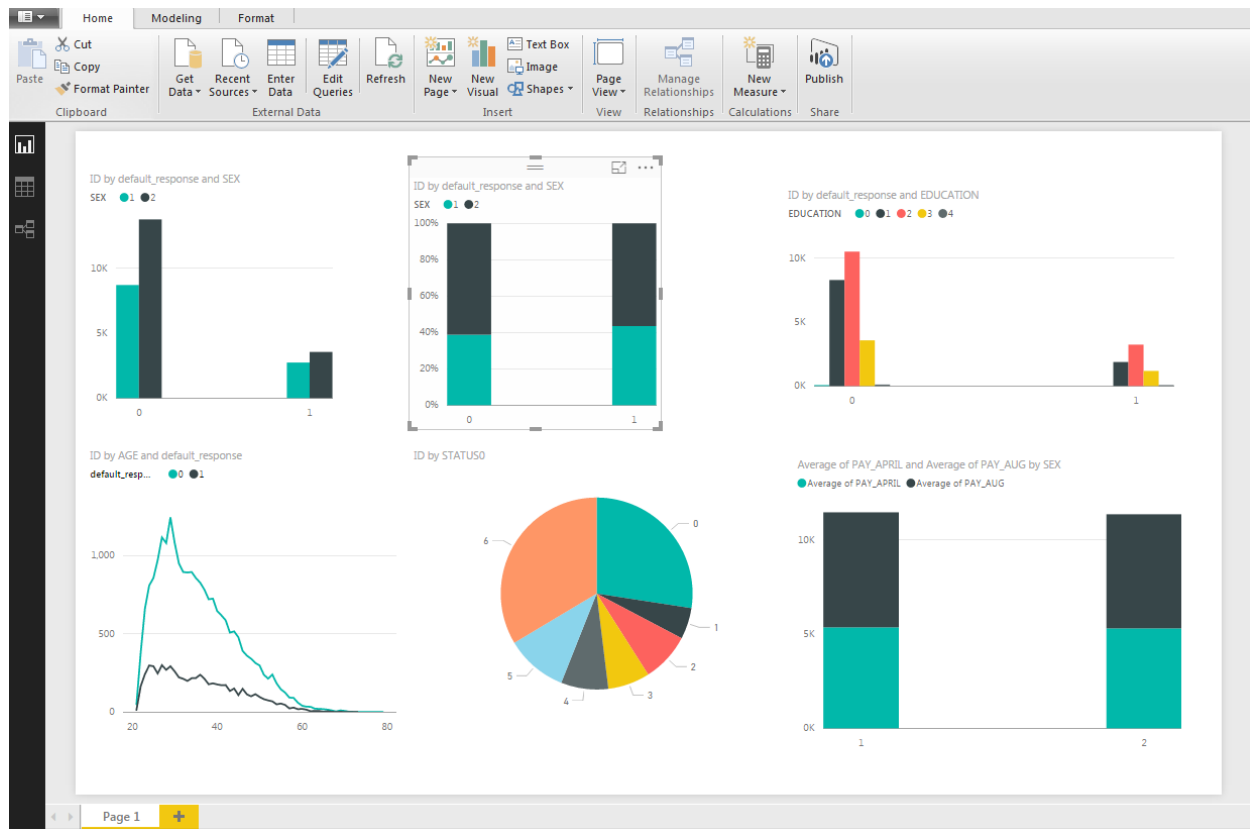 Home Modeling Format
Cut
Copy
Format Painter
Paste
Clipboard
Get Data
Recent Sources
Enter Data
Edit Queries
Refresh
External Data
New Page
New Visual
Text Box
Image
Shapes
Insert
Page View
View
Manage Relationships
Relationships
New Measure
Calculations
Publish
Share
ID by default_response and SEX
SEX 1 2
10K
5K
0K
0 1
ID by default_response and SEX
SEX 1 2
100%
80%
60%
40%
20%
0%
0 1
ID by default_response and EDUCATION
EDUCATION 0 1 2 3 4
10K
5K
0K
0 1
ID by AGE and default_response
default_resp... 0 1
1,000
500
0
20 40 60 80
ID by STATUS0
0
1
2
3
4
5
6
Average of PAY_APRIL and Average of PAY_AUG by SEX
Average of PAY_APRIL Average of PAY_AUG
10K
5K
0K
1 2
Page 1